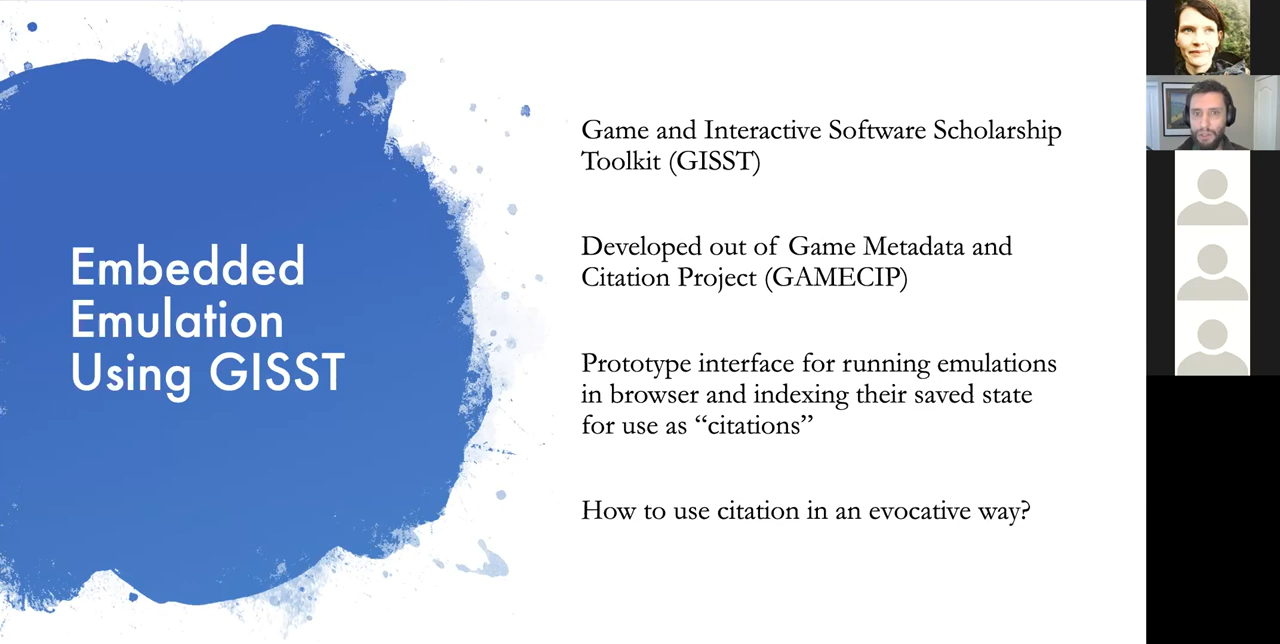 Embedded
Emulation
Using GISST
Game and Interactive Software Scholarship
Toolkit (GISST)
Developed out of Game Metadata and
Citation Project (GAMECIP)
Prototype interface for running emulations
in browser and indexing their saved state
for use as “citations”
How to use citation in an evocative way?